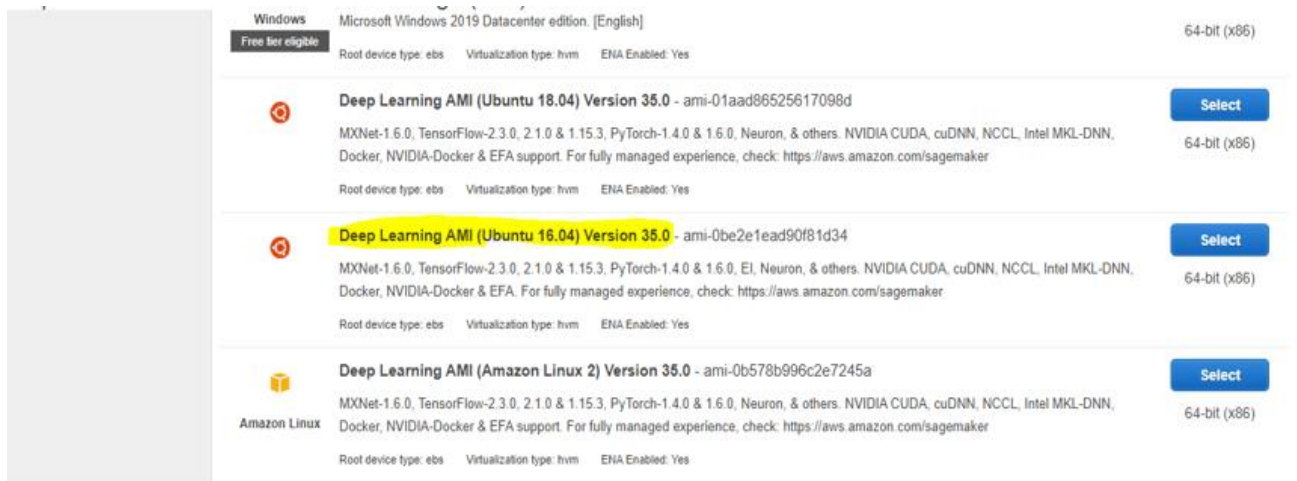 Windows
Microsoft Windows 2019 Datacenter edition. [English]
64-bit (x86)
Free tier eligible
Root device type: ebs Virtualization type: hvm ENA Enabled: Yes
Deep Learning AMI (Ubuntu 18.04) Version 35.0 - ami-01aad86525617098d
Select
MXNet-1.6.0, TensorFlow-2.3.0, 2.1.0 & 1.15.3, PyTorch-1.4.0 & 1.6.0, Neuron, & others. NVIDIA CUDA, cuDNN, NCCL, Intel MKL-DNN,
64-bit (x86)
Docker, NVIDIA-Docker & EFA support. For fully managed experience, check: https://aws.amazon.com/sagemaker
Root device type: ebs Virtualization type: hvm ENA Enabled: Yes
Deep Learning AMI (Ubuntu 16.04) Version 35.0 - ami-0be2e1ead90f81d34
Select
MXNet-1.6.0, TensorFlow-2.3.0, 2.1.0 & 1.15.3, PyTorch-1.4.0 & 1.6.0, EI, Neuron, & others. NVIDIA CUDA, cuDNN, NCCL, Intel MKL-DNN,
64-bit (x86)
Docker, NVIDIA-Docker & EFA. For fully managed experience, check: https://aws.amazon.com/sagemaker
Root device type: ebs Virtualization type: hvm ENA Enabled: Yes
Deep Learning AMI (Amazon Linux 2) Version 35.0 - ami-0b578b996c2e7245a
Select
Amazon Linux
MXNet-1.6.0, TensorFlow-2.3.0, 2.1.0 & 1.15.3, PyTorch-1.4.0 & 1.6.0, Neuron, & others. NVIDIA CUDA, cuDNN, NCCL, Intel MKL-DNN,
64-bit (x86)
Docker, NVIDIA-Docker & EFA support. For fully managed experience, check: https://aws.amazon.com/sagemaker
Root device type: ebs Virtualization type: hvm ENA Enabled: Yes